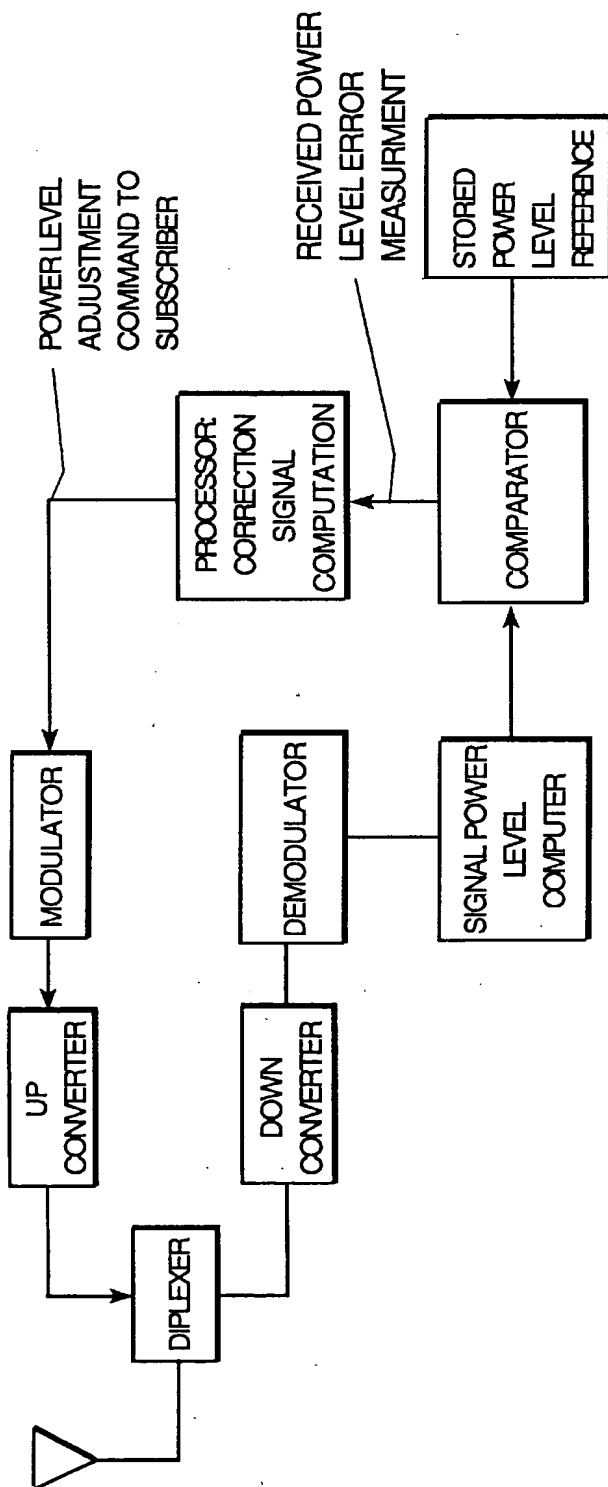 POWER LEVEL
ADJUSTMENT
COMMAND TO
SUBSCRIBER
UP
CONVERTER
MODULATOR
PROCESSOR:
CORRECTION
SIGNAL
COMPUTATION
RECEIVED POWER
LEVEL ERROR
MEASURMENT
DIPLEXER
DOWN
CONVERTER
DEMODULATOR
SIGNAL POWER
LEVEL
COMPUTER
COMPARATOR
STORED
POWER
LEVEL
REFERENCE